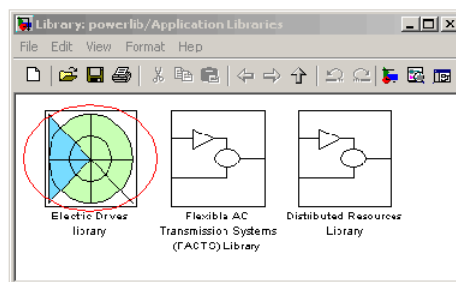 Library: powerlib/Application Libraries
File Edit View Format Help
Electric Drives
library
Flexible AC
Transmission Systems
(FACTS) Library
Distributed Resources
Library